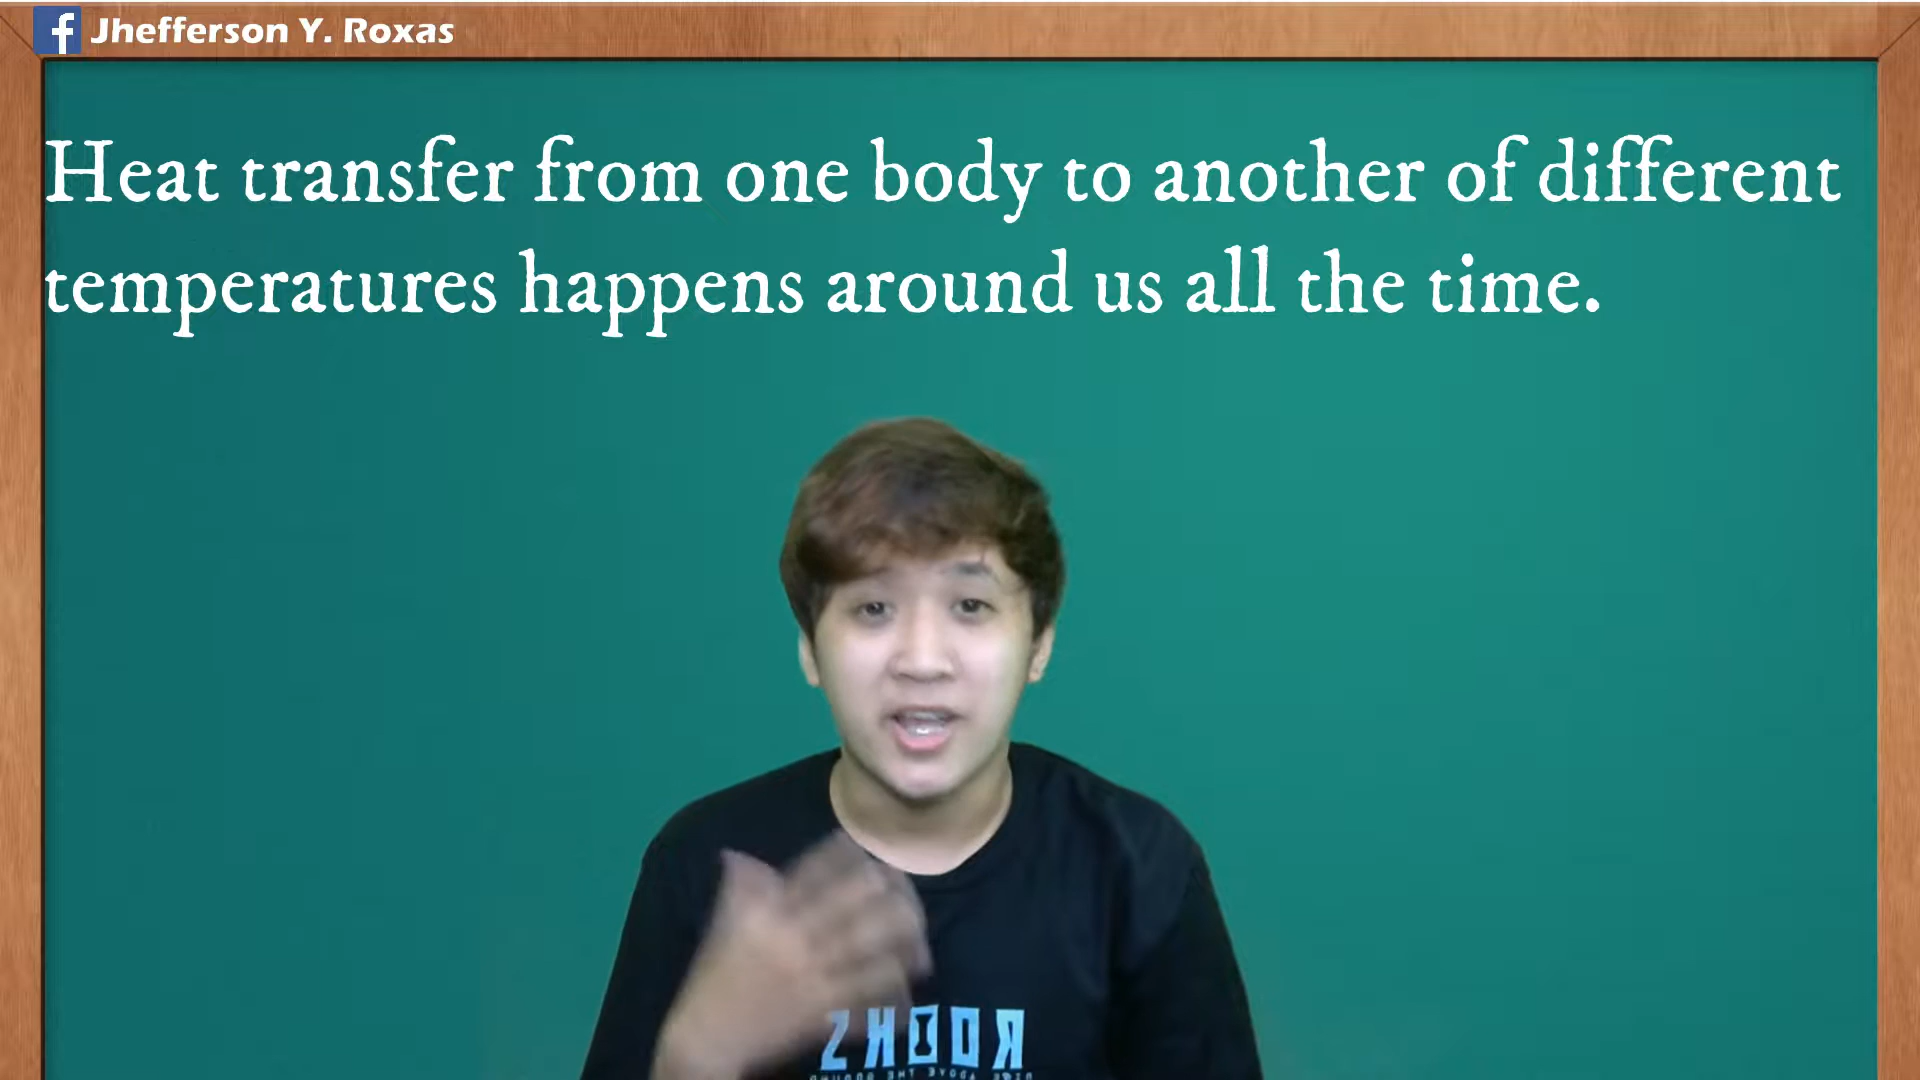 Jhefferson Y. Roxas
Heat transfer from one body to another of different
temperatures happens around us all the time.